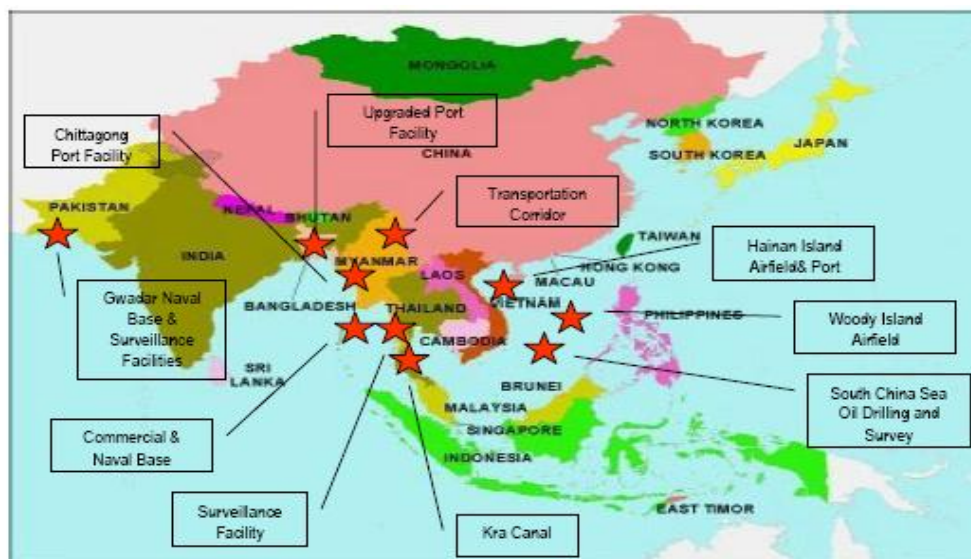 MONGOLIA
Upgraded Port
Facility
Chittagong
Port Facility
NORTH KOREA
JAPAN
CHINA
SOUTH KOREA
Transportation
Corridor
PAKISTAN
NEPAL
BHUTAN
TAIWAN
INDIA
MYANMAR
HONG KONG
Hainan Island
Airfield& Port
LAOS
MACAU
Gwadar Naval
Base &
Surveillance
Facilities
BANGLADESH
THAILAND
VIETNAM
PHILIPPINES
Woody Island
Airfield
CAMBODIA
SRI
LANKA
BRUNEI
South China Sea
Oil Drilling and
Survey
MALAYSIA
Commercial &
Naval Base
SINGAPORE
INDONESIA
Surveillance
Facility
Kra Canal
EAST TIMOR